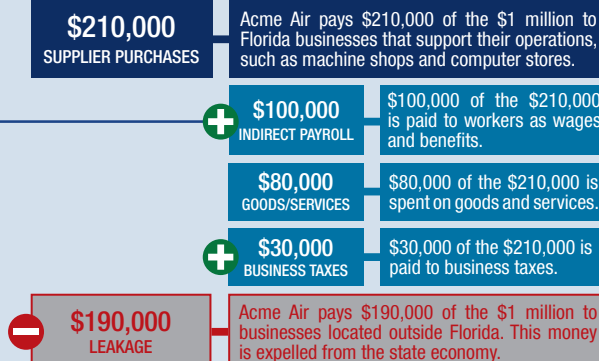 $210,000
SUPPLIER PURCHASES
Acme Air pays $210,000 of the $1 million to
Florida businesses that support their operations,
such as machine shops and computer stores.
$100,000
INDIRECT PAYROLL
$100,000 of the $210,000
is paid to workers as wages
and benefits.
$80,000
GOODS/SERVICES
$80,000 of the $210,000 is
spent on goods and services.
$30,000
BUSINESS TAXES
$30,000 of the $210,000 is
paid to business taxes.
$190,000
LEAKAGE
Acme Air pays $190,000 of the $1 million to
businesses located outside Florida. This money
is expelled from the state economy.